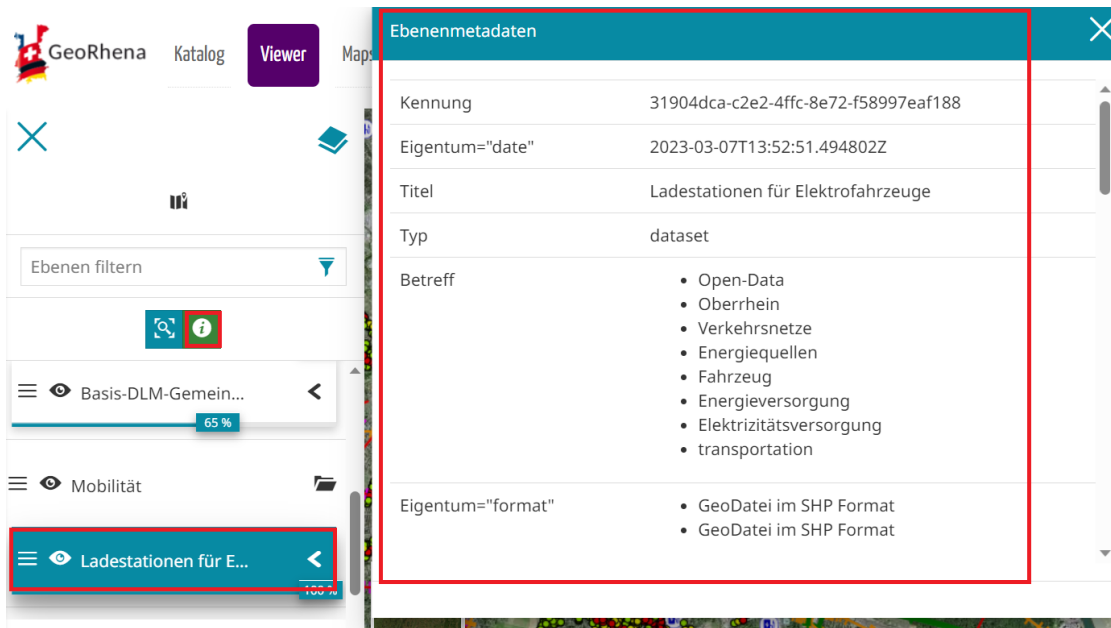 GeoRhena
Katalog
Viewer
Maps
Ebenen filtern
Basis-DLM-Gemein...
65 %
Mobilität
Ladestationen für E...
100 %
Ebenenmetadaten
Kennung 31904dca-c2e2-4ffc-8e72-f58997eaf188
Eigentum="date" 2023-03-07T13:52:51.494802Z
Titel Ladestationen für Elektrofahrzeuge
Typ dataset
Betreff • Open-Data
• Oberrhein
• Verkehrsnetze
• Energiequellen
• Fahrzeug
• Energieversorgung
• Elektrizitätsversorgung
• transportation
Eigentum="format" • GeoDatei im SHP Format
• GeoDatei im SHP Format